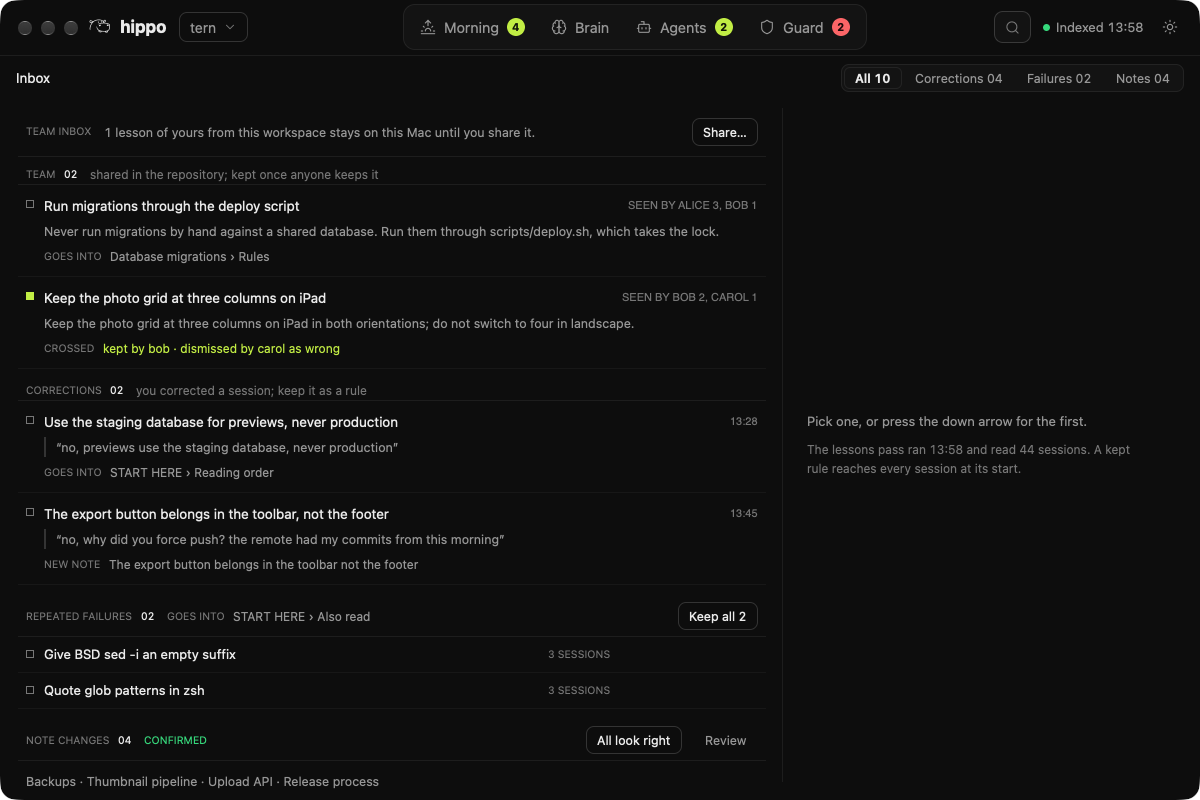 hippo tern Morning 4 Brain Agents 2 Guard 2 Indexed 13:58
Inbox All 10 Corrections 04 Failures 02 Notes 04
TEAM INBOX 1 lesson of yours from this workspace stays on this Mac until you share it. Share...
TEAM 02 shared in the repository; kept once anyone keeps it
Run migrations through the deploy script SEEN BY ALICE 3, BOB 1
Never run migrations by hand against a shared database. Run them through scripts/deploy.sh, which takes the lock.
GOES INTO Database migrations › Rules
Keep the photo grid at three columns on iPad SEEN BY BOB 2, CAROL 1
Keep the photo grid at three columns on iPad in both orientations; do not switch to four in landscape.
CROSSED kept by bob · dismissed by carol as wrong
CORRECTIONS 02 you corrected a session; keep it as a rule
Use the staging database for previews, never production 13:28
“no, previews use the staging database, never production”
GOES INTO START HERE › Reading order
The export button belongs in the toolbar, not the footer 13:45
“no, why did you force push? the remote had my commits from this morning”
NEW NOTE The export button belongs in the toolbar not the footer
REPEATED FAILURES 02 GOES INTO START HERE › Also read Keep all 2
Give BSD sed -i an empty suffix 3 SESSIONS
Quote glob patterns in zsh 3 SESSIONS
NOTE CHANGES 04 CONFIRMED All look right Review
Backups · Thumbnail pipeline · Upload API · Release process
Pick one, or press the down arrow for the first.
The lessons pass ran 13:58 and read 44 sessions. A kept
rule reaches every session at its start.